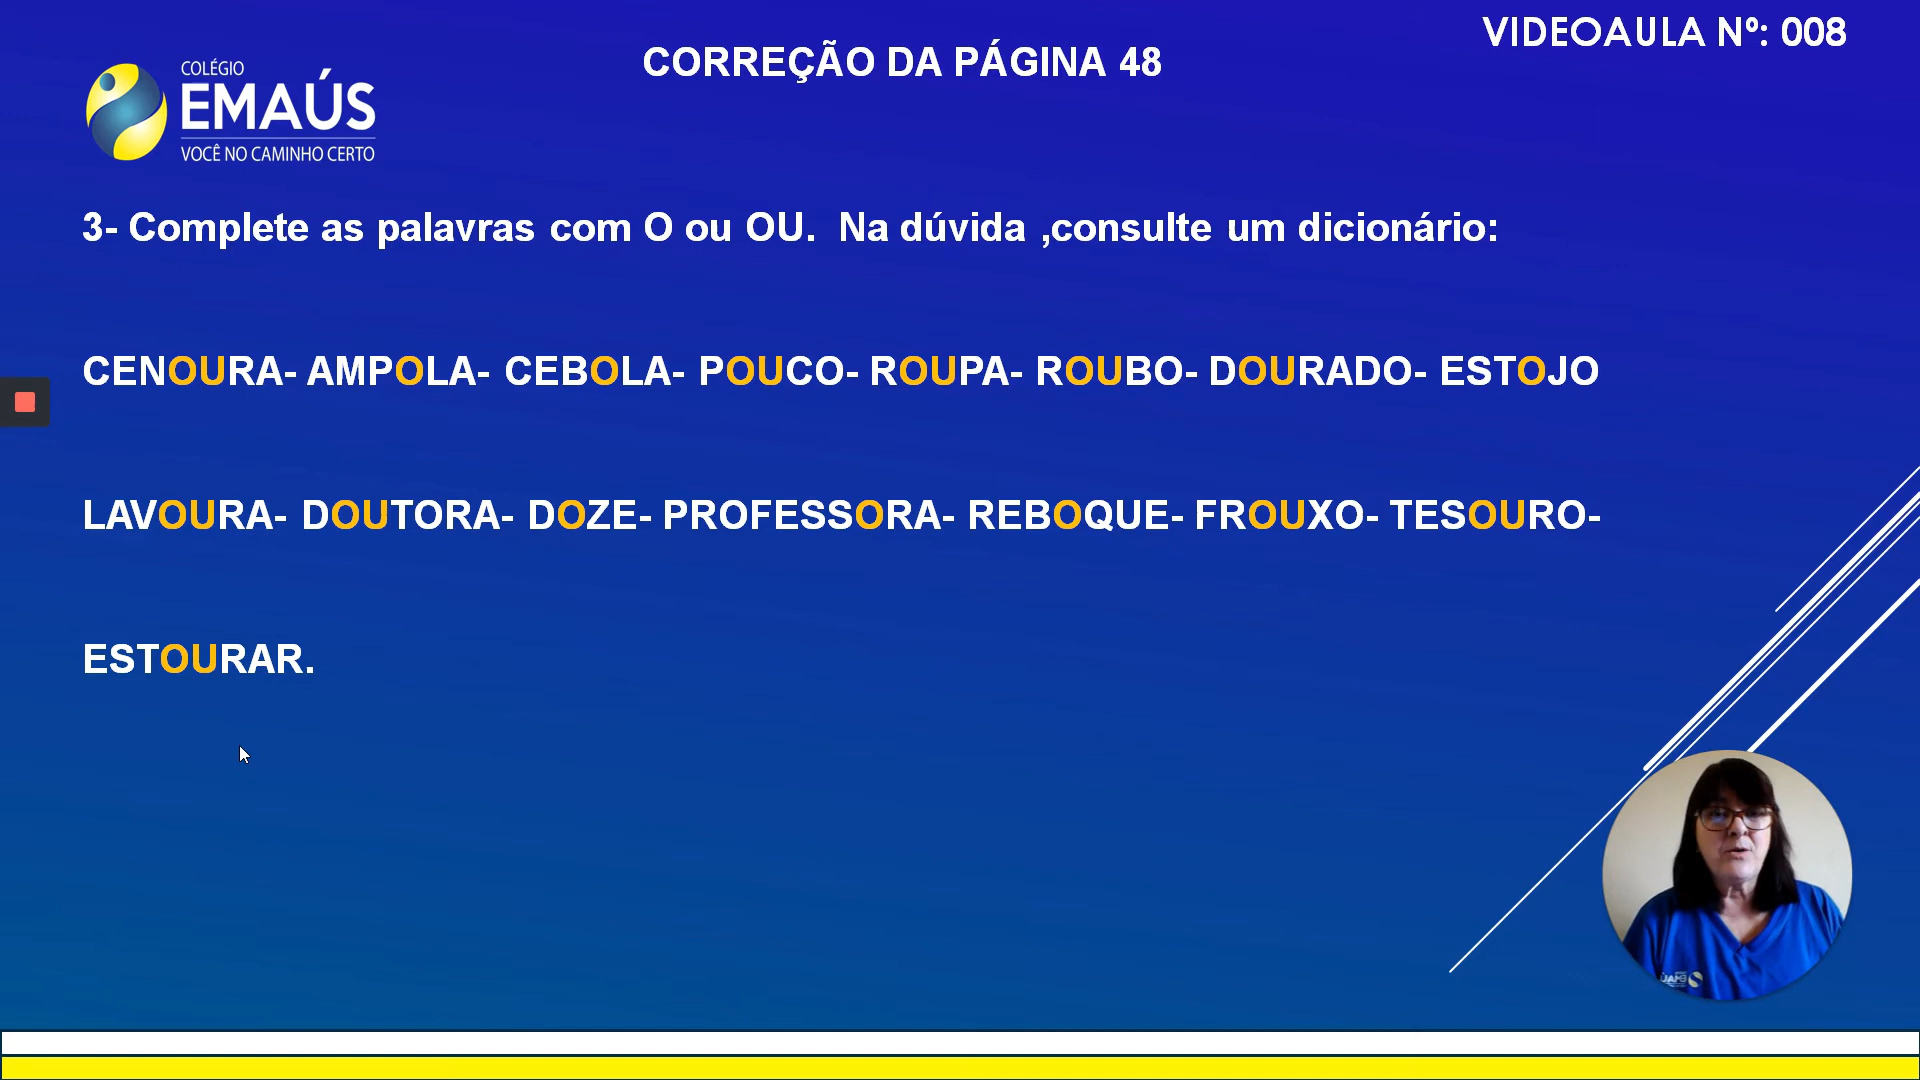 VIDEOAULA Nº: 008
CORREÇÃO DA PÁGINA 48
COLÉGIO
EMAÚS
VOCÊ NO CAMINHO CERTO
3- Complete as palavras com O ou OU.  Na dúvida ,consulte um dicionário:
CENOURA- AMPOLA- CEBOLA- POUCO- ROUPA- ROUBO- DOURADO- ESTOJO
LAVOURA- DOUTORA- DOZE- PROFESSORA- REBOQUE- FROUXO- TESOURO-
ESTOURAR.